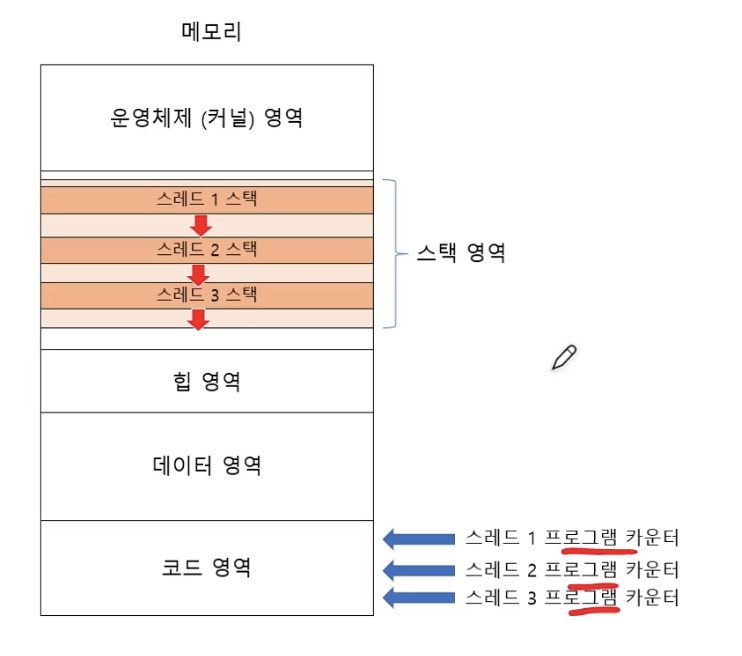 메모리
운영체제 (커널) 영역
스레드 1 스택
스레드 2 스택
스레드 3 스택
스택 영역
힙 영역
데이터 영역
코드 영역
스레드 1 프로그램 카운터
스레드 2 프로그램 카운터
스레드 3 프로그램 카운터